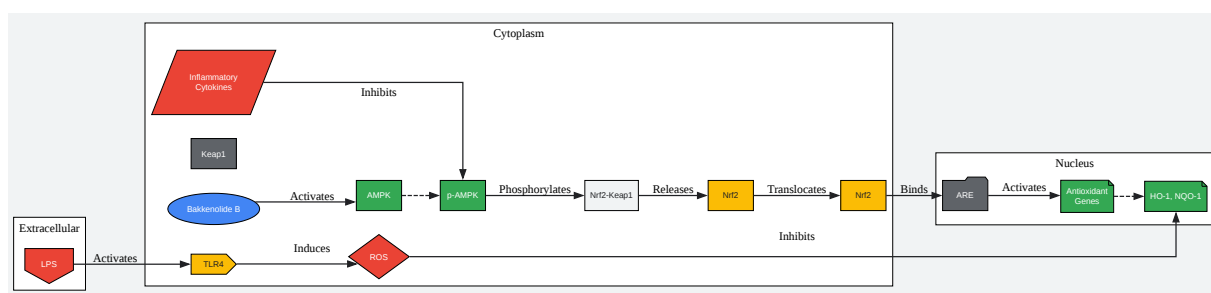 Cytoplasm
Inflammatory
Cytokines
Inhibits
Keap1
Nucleus
Bakkenolide B
Activates
AMPK
p-AMPK
Phosphorylates
Nrf2-Keap1
Releases
Nrf2
Translocates
Nrf2
Binds
ARE
Activates
Antioxidant
Genes
HO-1, NQO-1
Extracellular
LPS
Activates
TLR4
Induces
ROS
Inhibits